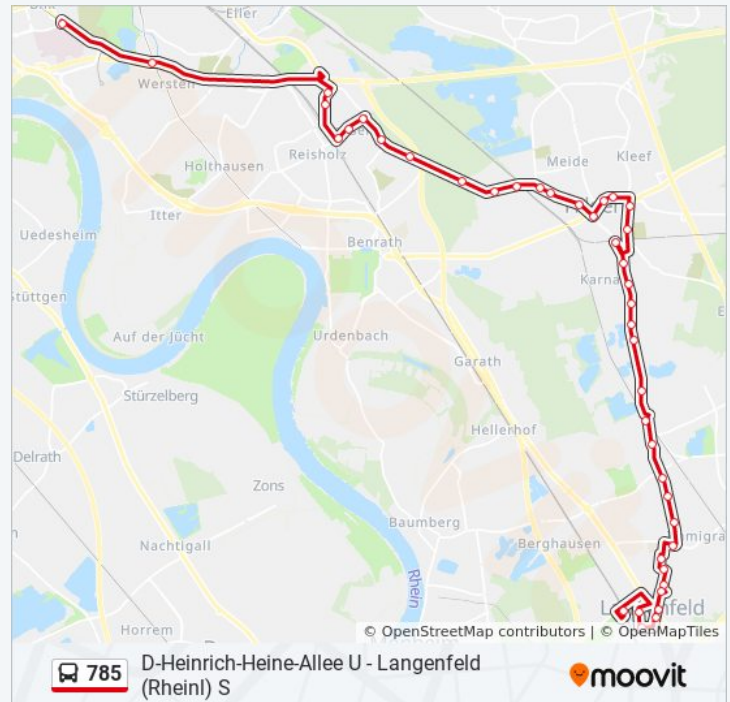 Eller
Wersten
Reisholz
Holthausen
Meide
Kleef
Itter
Uedesheim
Benrath
Karna
Stüttgen
Auf der Jücht
Urdenbach
Garath
Stürzelberg
Hellerhof
Delrath
Zons
Baumberg
Nachtigall
Berghausen
Rhein
Horrem
© OpenStreetMap contributors | © OpenMapTiles
785
D-Heinrich-Heine-Allee U - Langenfeld
(Rheinl) S
moovit